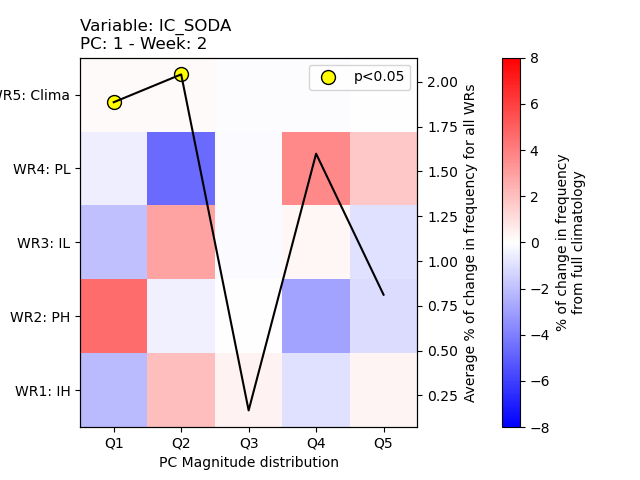 Variable: IC_SODA
PC: 1 - Week: 2
p<0.05
WR5: Clima
WR4: PL
WR3: IL
WR2: PH
WR1: IH
Q1 Q2 Q3 Q4 Q5
PC Magnitude distribution
2.00
1.75
1.50
1.25
1.00
0.75
0.50
0.25
Average % of change in frequency for all WRs
8
6
4
2
0
−2
−4
−6
−8
% of change in frequency
from full climatology